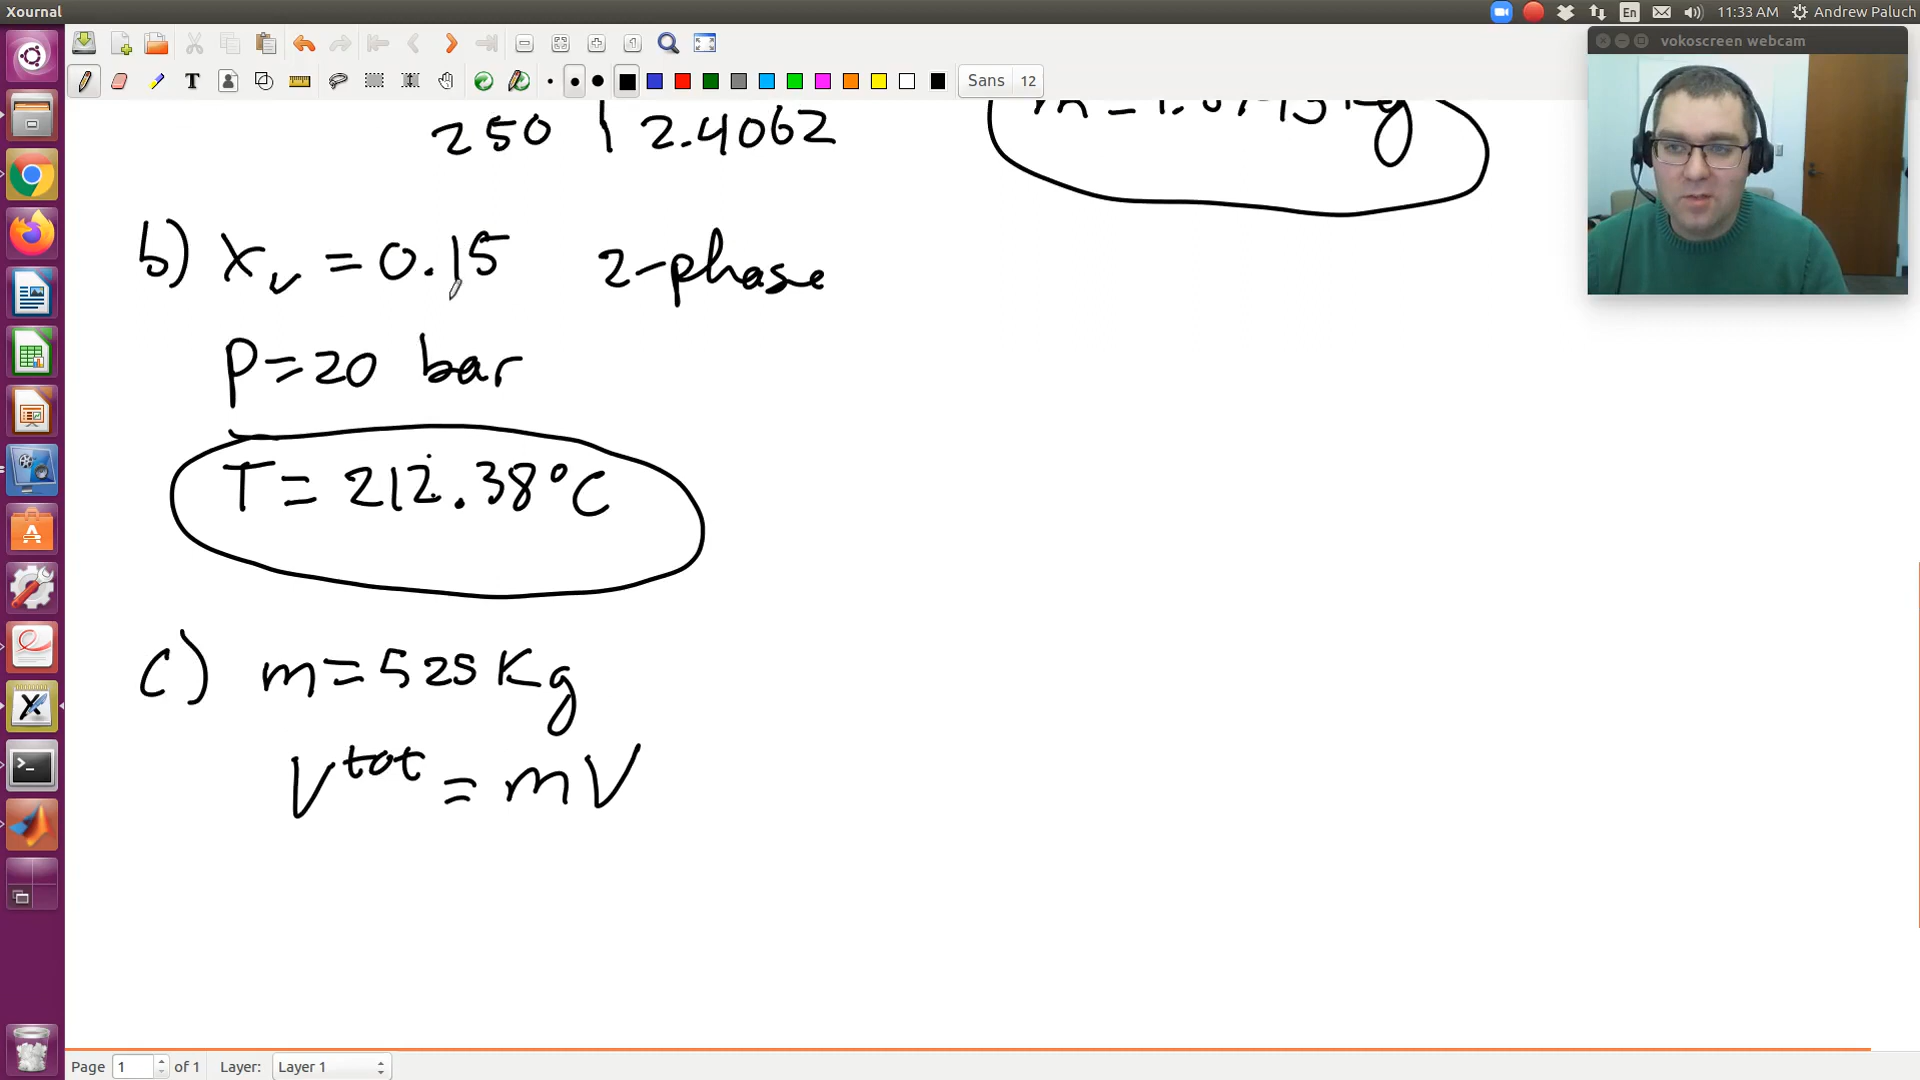 Xournal
En
11:33 AM
Andrew Paluch
vokoscreen webcam
Sans 12
250 | 2.4062
b) x_v = 0.15 2-phase
P=20 bar
T= 212.38°C
c) m=525 Kg
V^tot = mV
Page 1 of 1 Layer: Layer 1